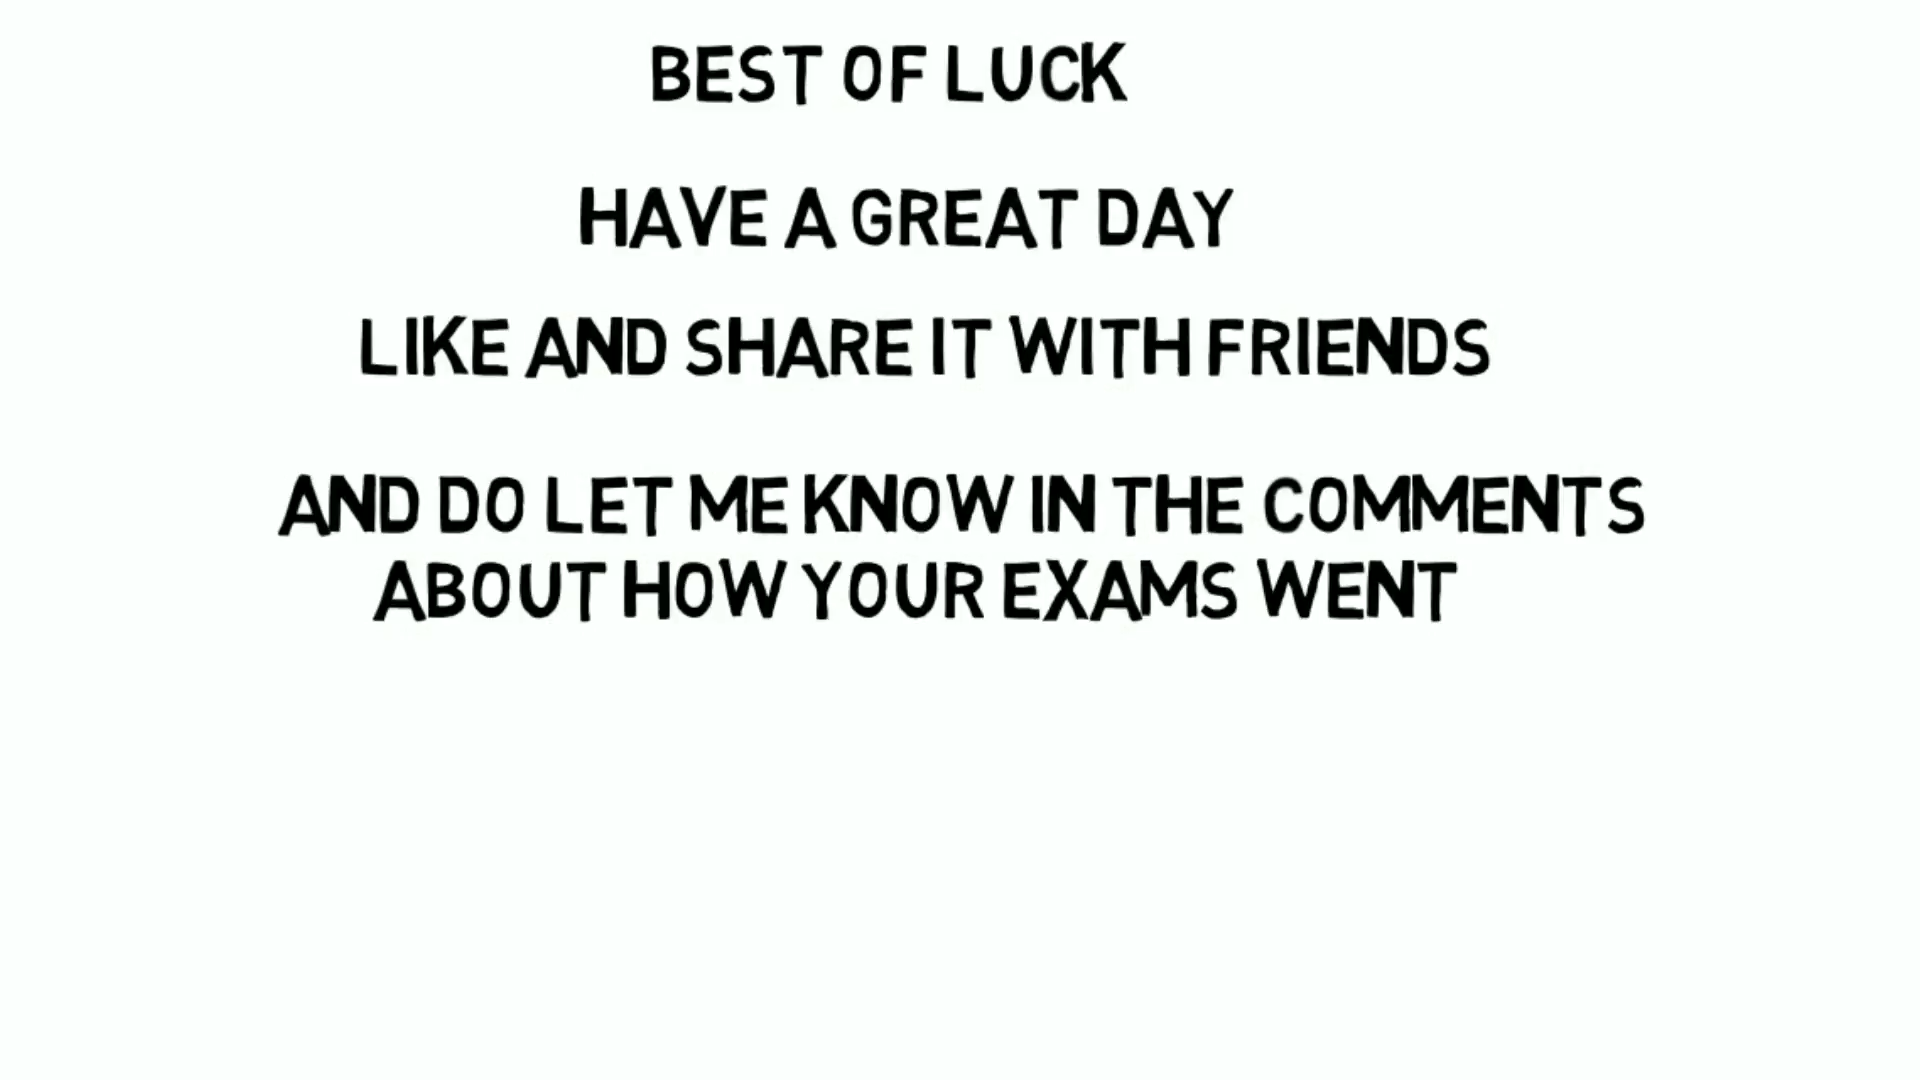 BEST OF LUCK
HAVE A GREAT DAY
LIKE AND SHARE IT WITH FRIENDS
AND DO LET ME KNOW IN THE COMMENTS
ABOUT HOW YOUR EXAMS WENT